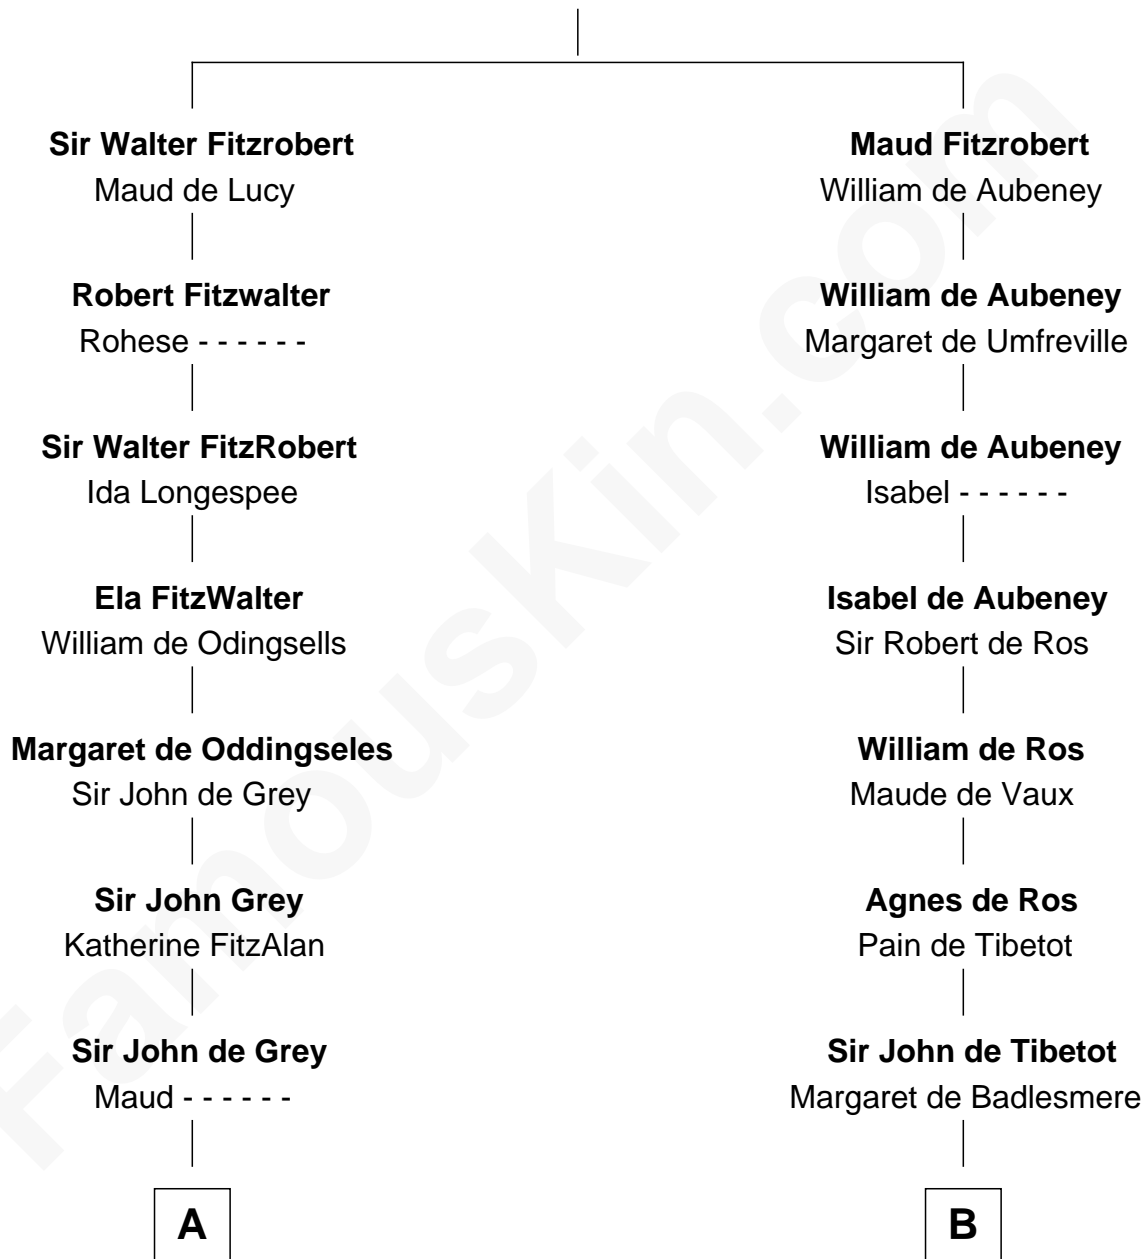 Sir Walter Fitzrobert
Maud de Lucy
Robert Fitzwalter
Rohese - - - - - -
Sir Walter FitzRobert
Ida Longespee
Ela FitzWalter
William de Odingsells
Margaret de Oddingseles
Sir John de Grey
Sir John Grey
Katherine FitzAlan
Sir John de Grey
Maud - - - - - -
A
Maud Fitzrobert
William de Aubeney
William de Aubeney
Margaret de Umfreville
William de Aubeney
Isabel - - - - - -
Isabel de Aubeney
Sir Robert de Ros
William de Ros
Maude de Vaux
Agnes de Ros
Pain de Tibetot
Sir John de Tibetot
Margaret de Badlesmere
B
FamousKin.com